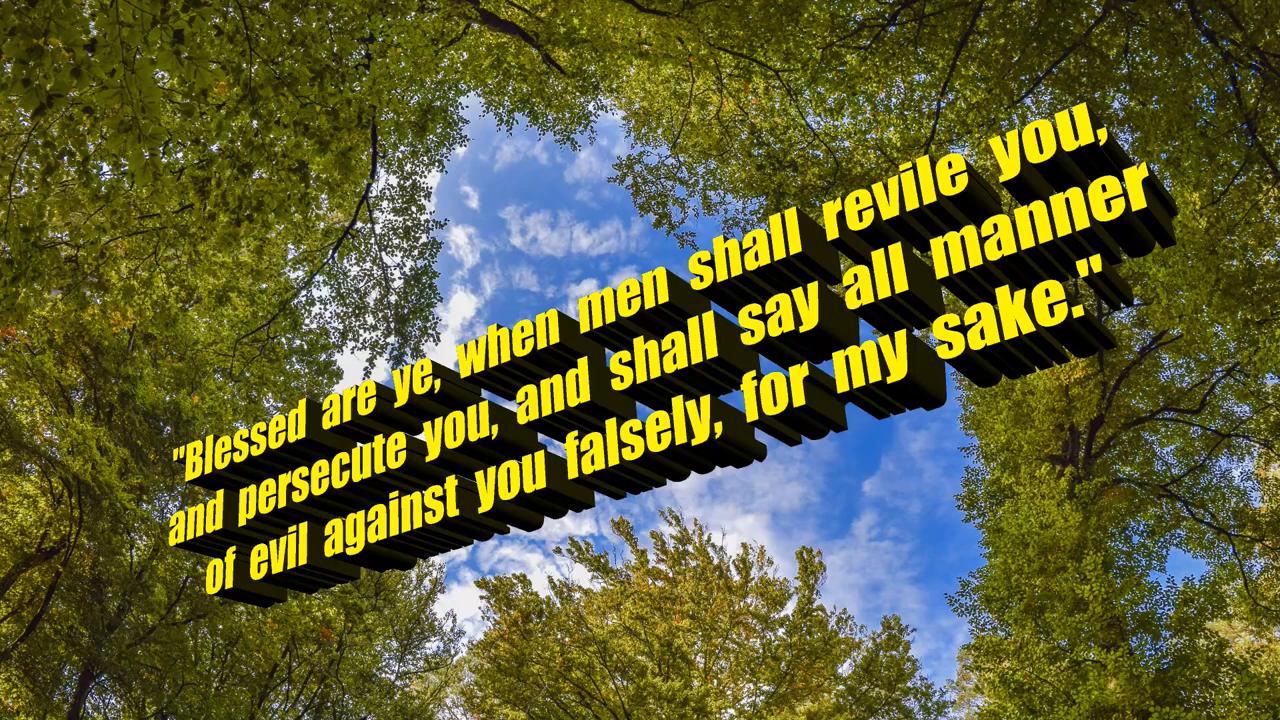 "Blessed are ye, when men shall revile you,
and persecute you, and shall say all manner
of evil against you falsely, for my sake."